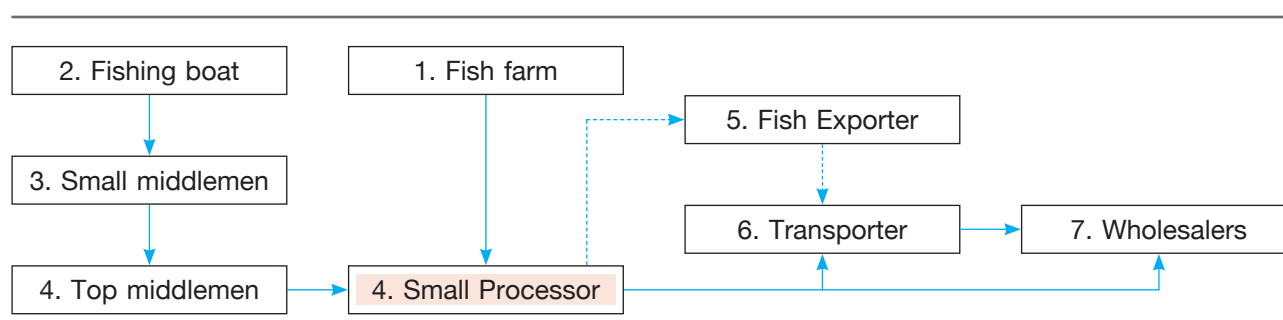 2. Fishing boat
1. Fish farm
5. Fish Exporter
3. Small middlemen
6. Transporter
7. Wholesalers
4. Top middlemen
4. Small Processor